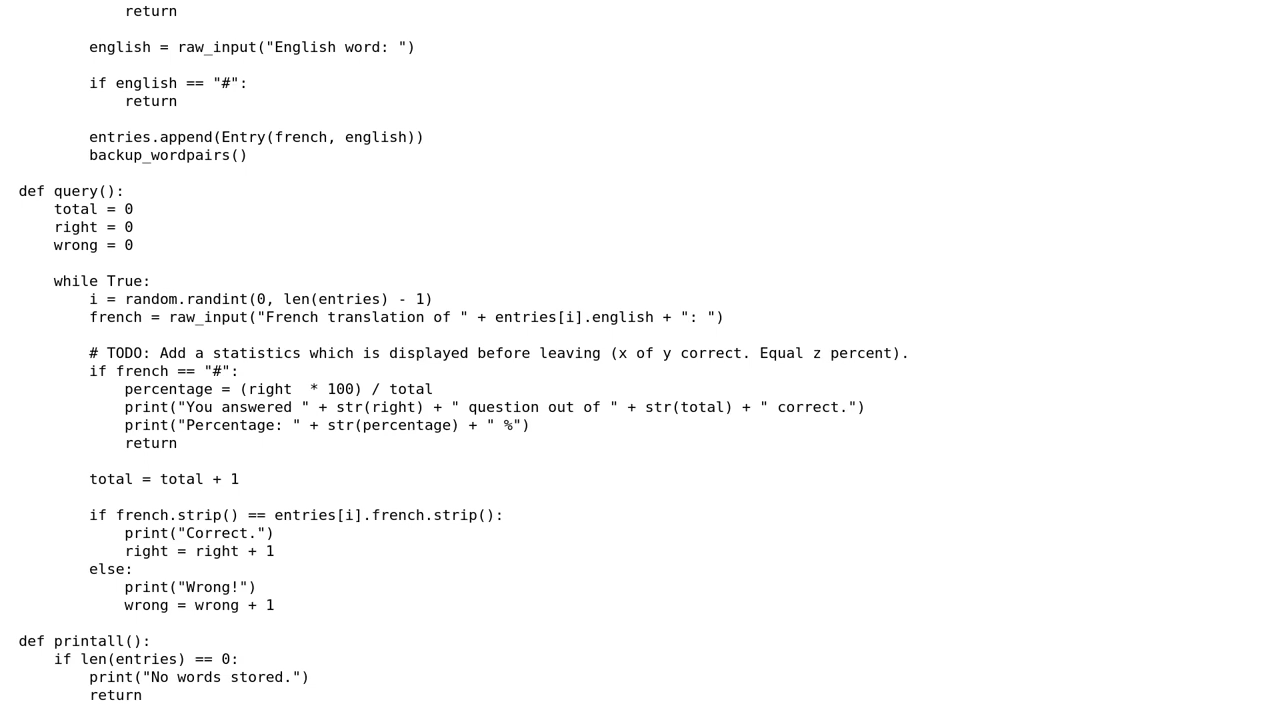 return

        english = raw_input("English word: ")

        if english == "#":
            return

        entries.append(Entry(french, english))
        backup_wordpairs()

def query():
    total = 0
    right = 0
    wrong = 0

    while True:
        i = random.randint(0, len(entries) - 1)
        french = raw_input("French translation of " + entries[i].english + ": ")

        # TODO: Add a statistics which is displayed before leaving (x of y correct. Equal z percent).
        if french == "#":
            percentage = (right  * 100) / total
            print("You answered " + str(right) + " question out of " + str(total) + " correct.")
            print("Percentage: " + str(percentage) + " %")
            return

        total = total + 1

        if french.strip() == entries[i].french.strip():
            print("Correct.")
            right = right + 1
        else:
            print("Wrong!")
            wrong = wrong + 1

def printall():
    if len(entries) == 0:
        print("No words stored.")
        return